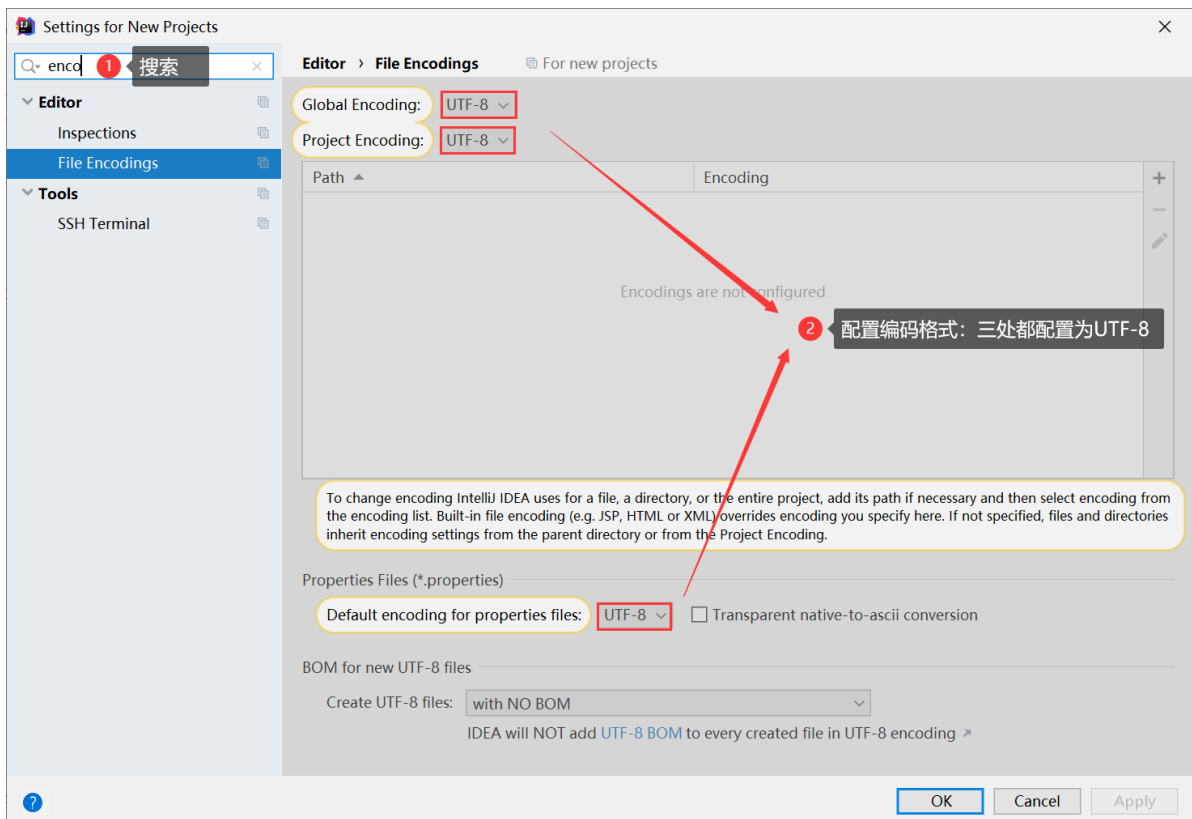 Settings for New Projects
enco 1 搜索
Editor › File Encodings For new projects
Editor
Inspections
File Encodings
Tools
SSH Terminal
Global Encoding: UTF-8
Project Encoding: UTF-8
Path Encoding
Encodings are not configured
2 配置编码格式：三处都配置为UTF-8
To change encoding IntelliJ IDEA uses for a file, a directory, or the entire project, add its path if necessary and then select encoding from
the encoding list. Built-in file encoding (e.g. JSP, HTML or XML) overrides encoding you specify here. If not specified, files and directories
inherit encoding settings from the parent directory or from the Project Encoding.
Properties Files (*.properties)
Default encoding for properties files: UTF-8 Transparent native-to-ascii conversion
BOM for new UTF-8 files
Create UTF-8 files: with NO BOM
IDEA will NOT add UTF-8 BOM to every created file in UTF-8 encoding ↗
? OK Cancel Apply